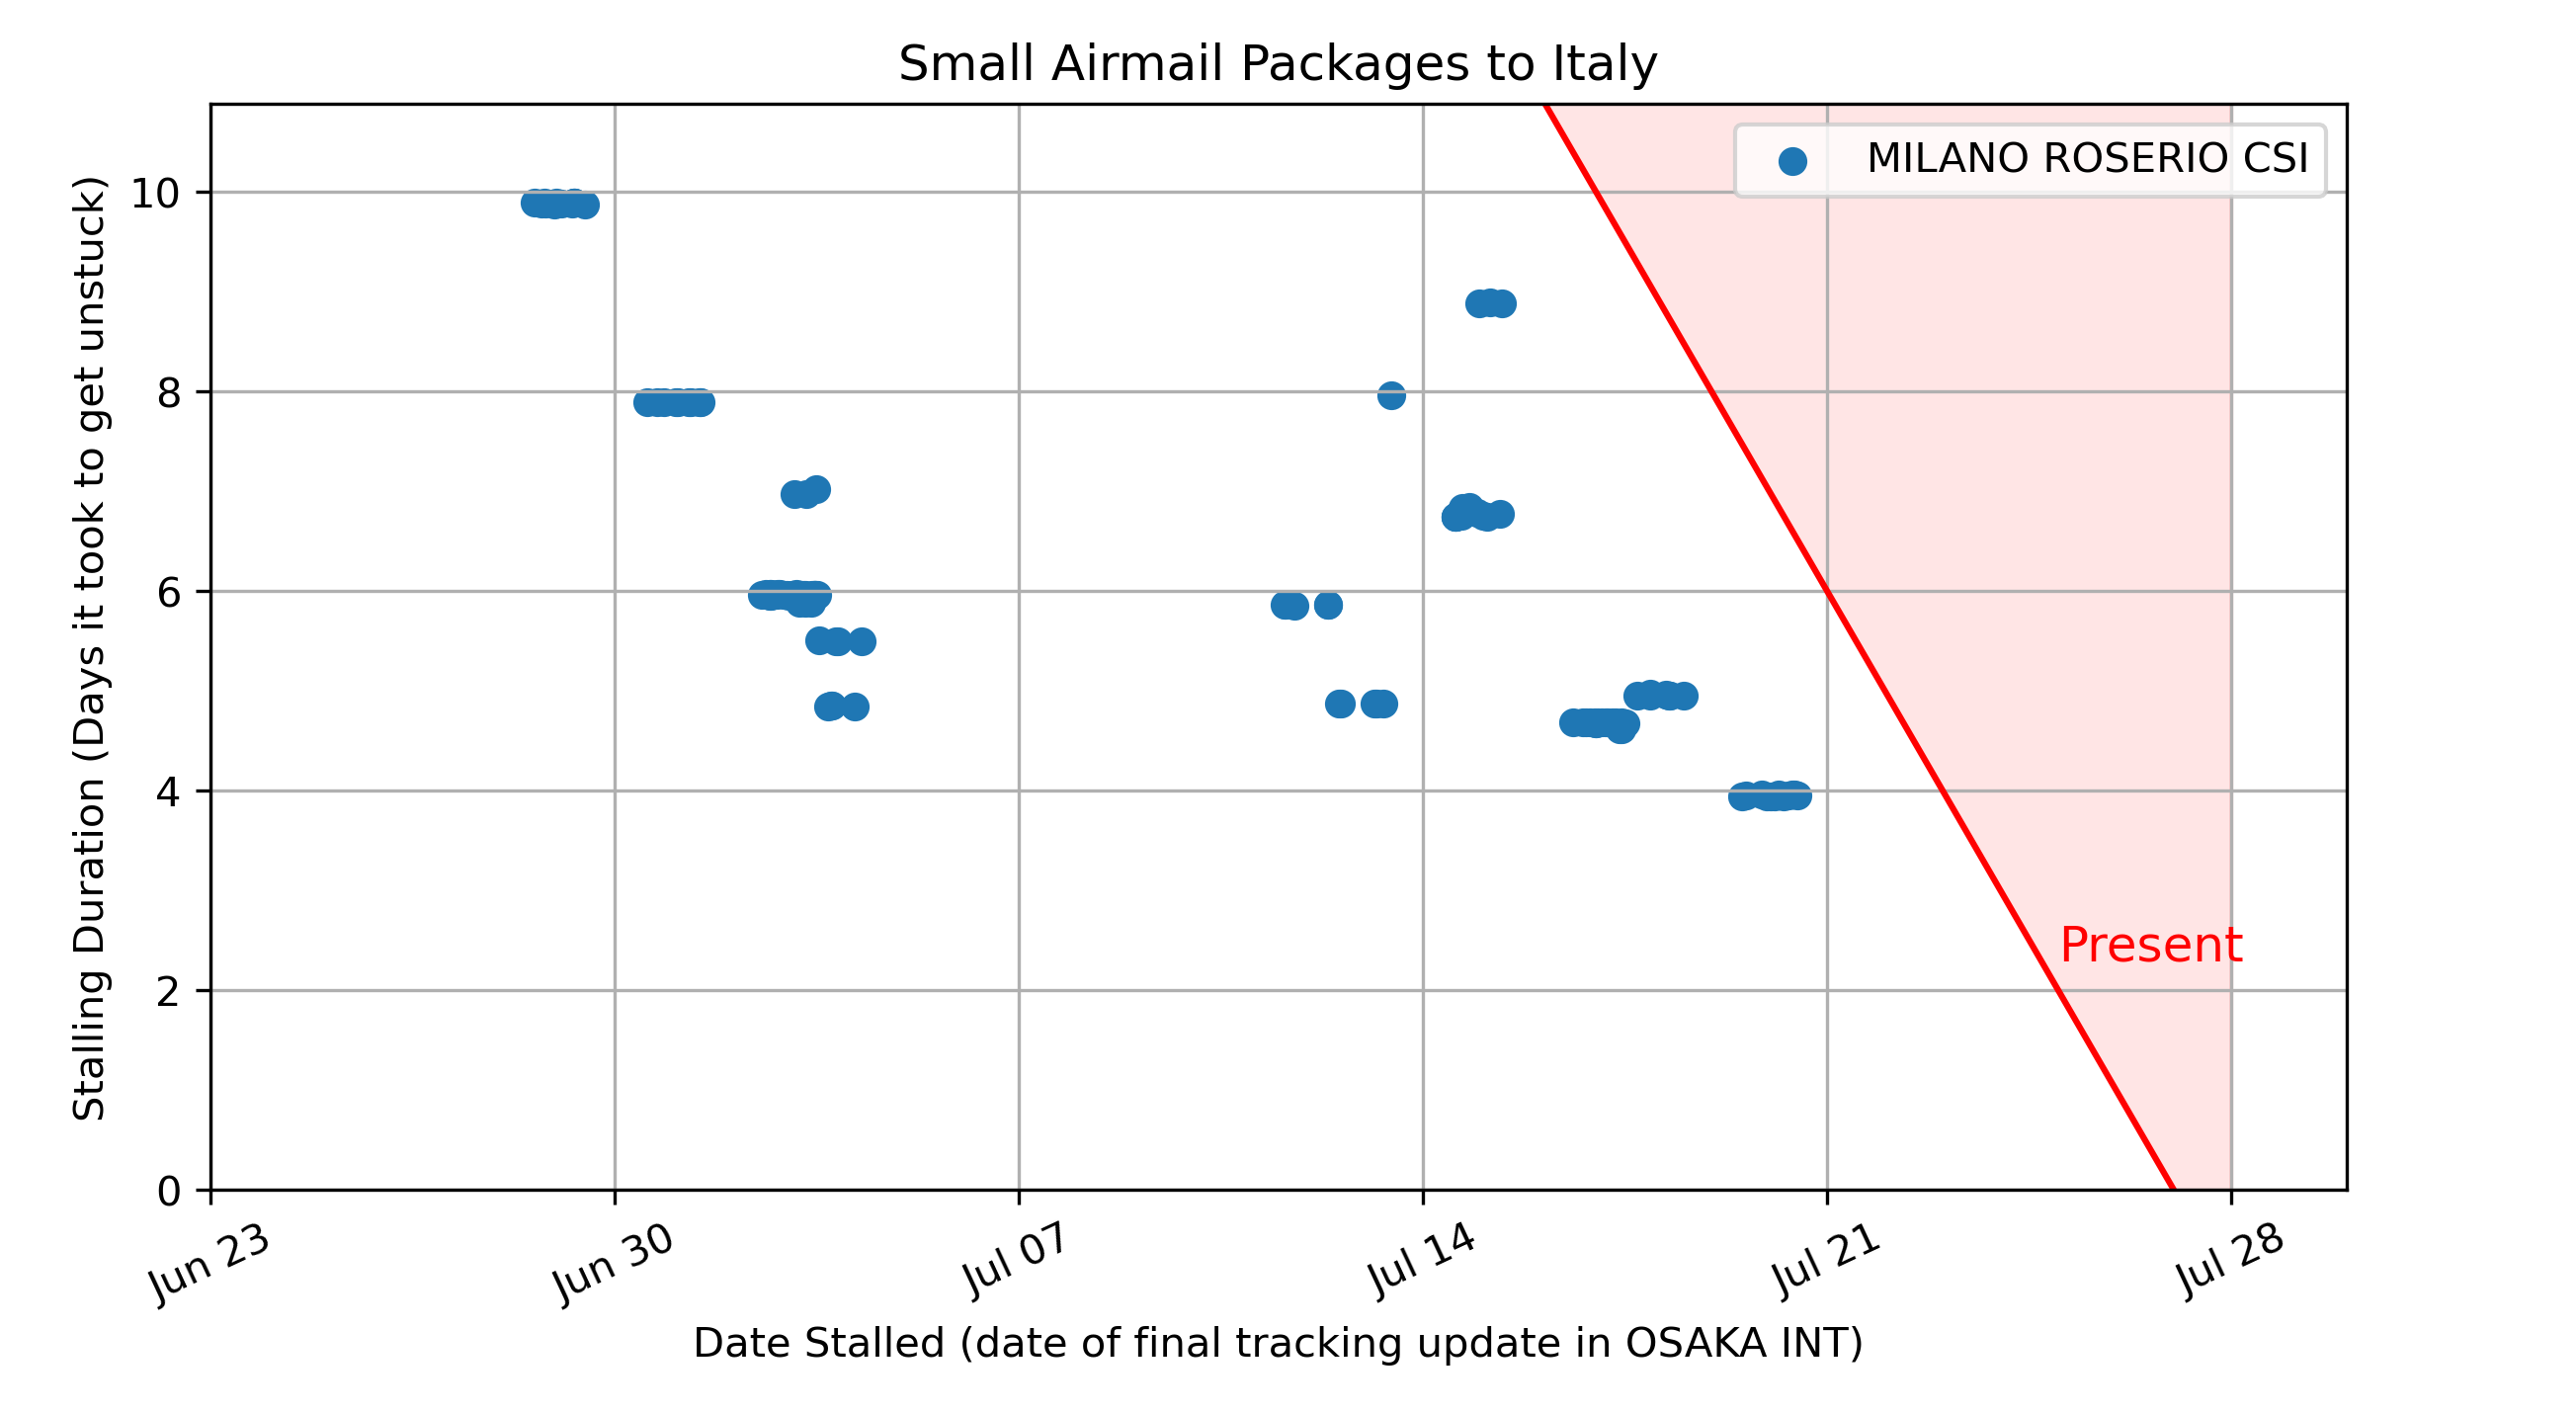 Small Airmail Packages to Italy
MILANO ROSERIO CSI
Stalling Duration (Days it took to get unstuck)
10
8
6
4
2
0
Present
Jun 23
Jun 30
Jul 07
Jul 14
Jul 21
Jul 28
Date Stalled (date of final tracking update in OSAKA INT)